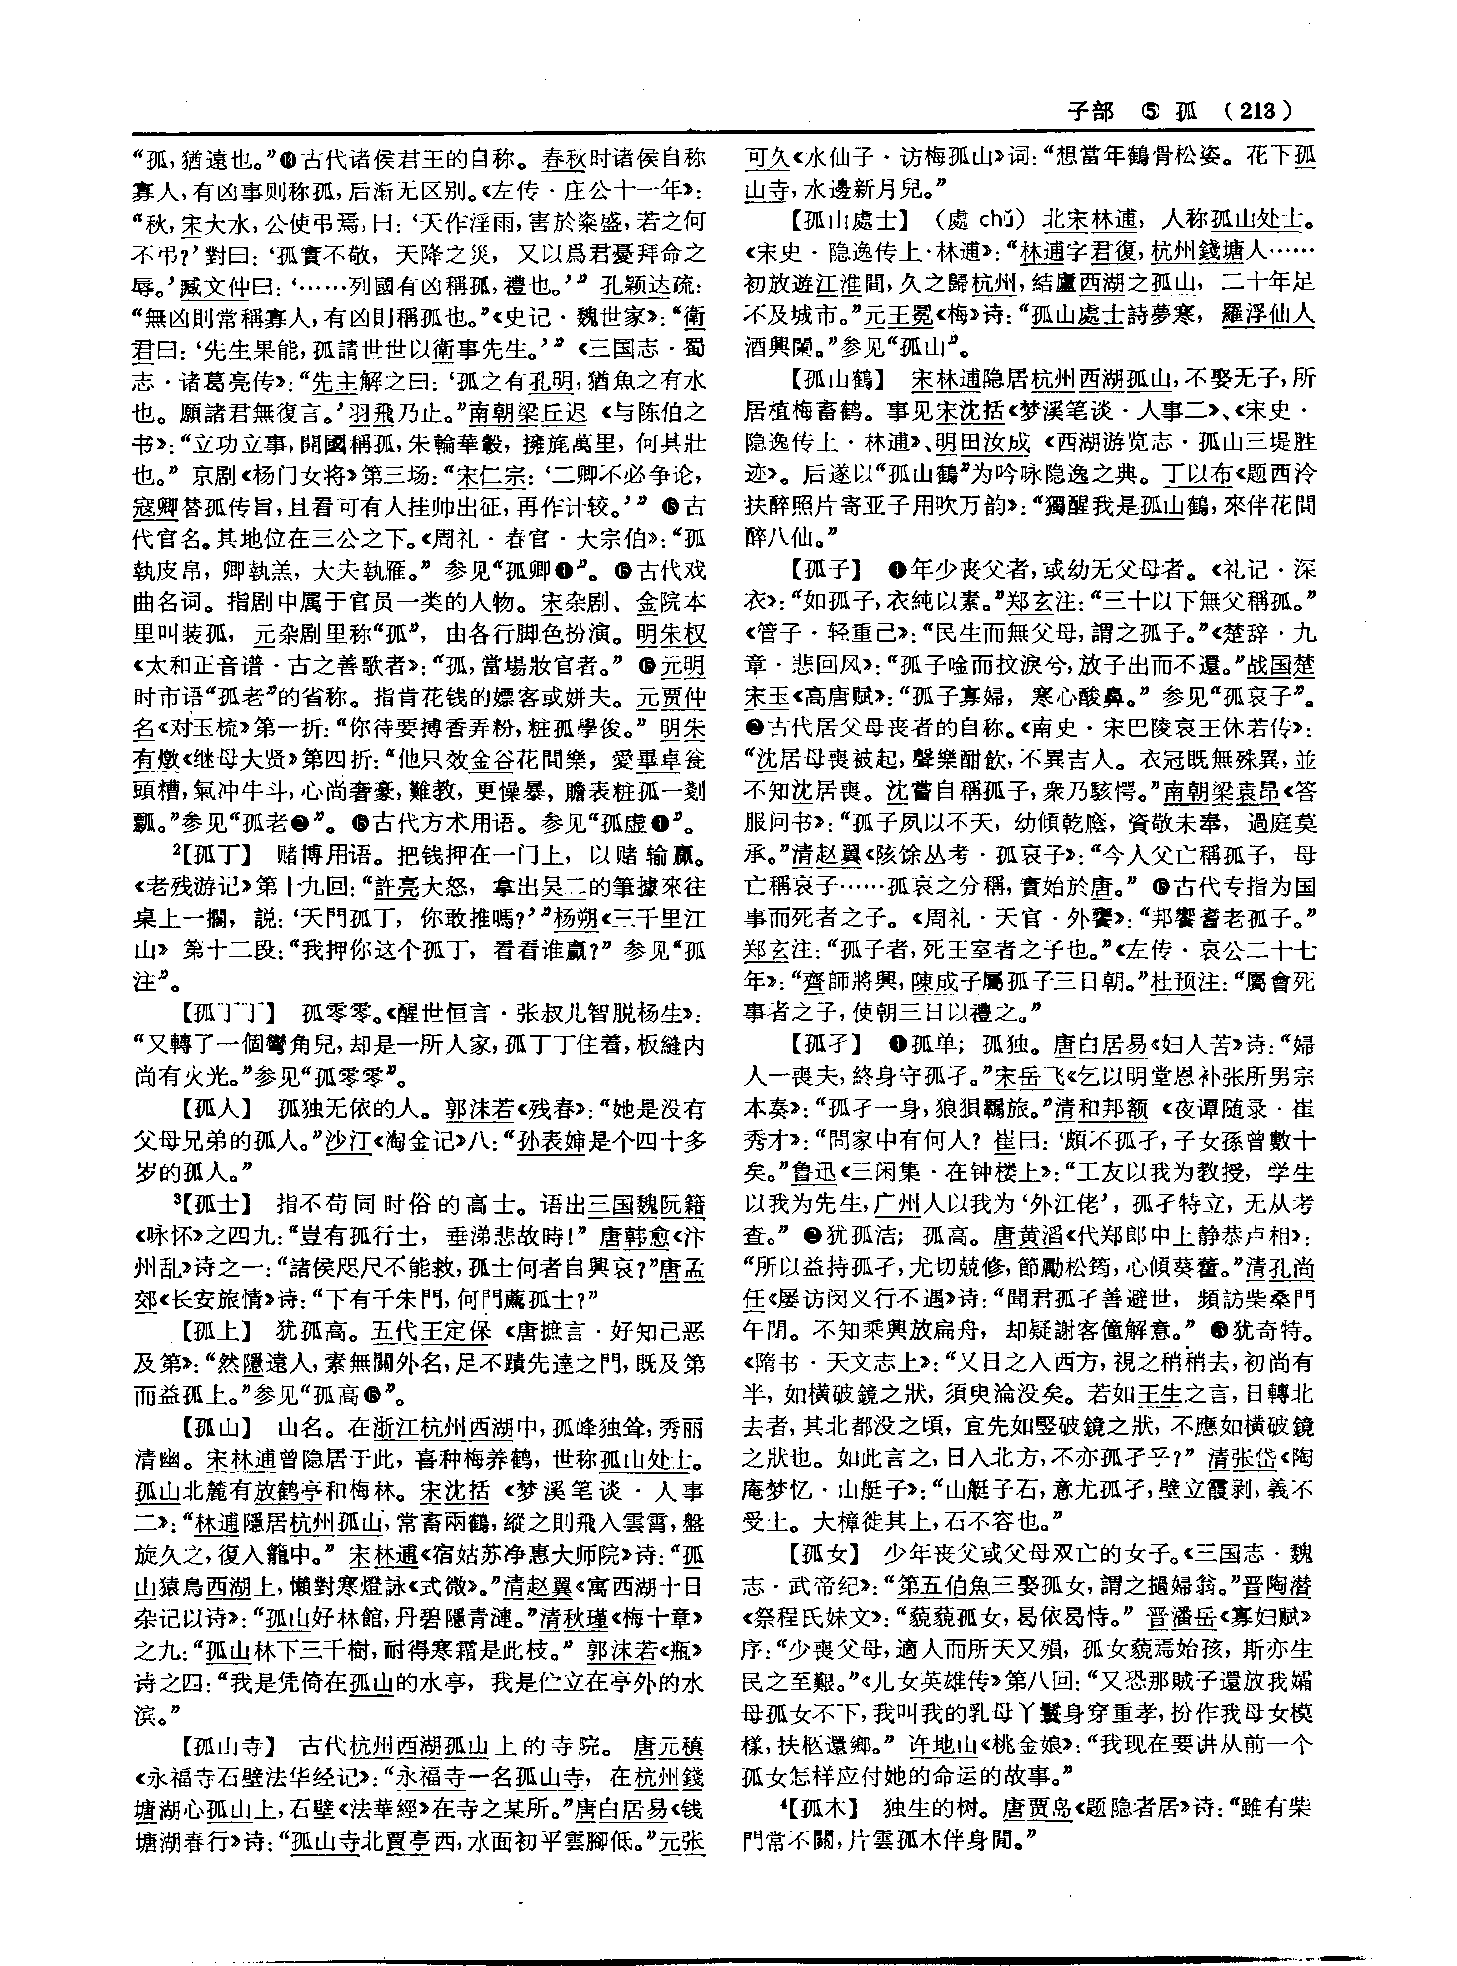 子部 ⑤ 孤 （213）
“孤，猶遠也。”⓮古代诸侯君王的自称。春秋时诸侯自称
寡人，有凶事则称孤，后渐无区别。《左传·庄公十一年》：
“秋，宋大水，公使弔焉，曰：‘天作淫雨，害於粢盛，若之何
不弔？’對曰：‘孤實不敬，天降之災，又以爲君憂拜命之
辱。’臧文仲曰：‘……列國有凶稱孤，禮也。’” 孔颖达疏：
“無凶則常稱寡人，有凶則稱孤也。”《史记·魏世家》：“衛
君曰：‘先生果能，孤請世世以衛事先生。’”《三国志·蜀
志·诸葛亮传》：“先主解之曰：‘孤之有孔明，猶魚之有水
也。願諸君無復言。’羽飛乃止。”南朝梁丘迟《与陈伯之
书》：“立功立事，開國稱孤，朱輪華轂，擁旄萬里，何其壯
也。” 京剧《杨门女将》第三场：“宋仁宗：‘二卿不必争论，
寇卿替孤传旨，且看可有人挂帅出征，再作计较。’” ⓯古
代官名。其地位在三公之下。《周礼·春官·大宗伯》：“孤
執皮帛，卿執羔，大夫執雁。” 参见“孤卿❶”。⓰古代戏
曲名词。指剧中属于官员一类的人物。宋杂剧、金院本
里叫装孤，元杂剧里称“孤”，由各行脚色扮演。明朱权
《太和正音谱·古之善歌者》：“孤，當場妝官者。” ⓱元明
时市语“孤老”的省称。指肯花钱的嫖客或姘夫。元贾仲
名《对玉梳》第一折：“你待要搏香弄粉，粧孤學俊。” 明朱
有燉《继母大贤》第四折：“他只效金谷花間樂，愛畢卓瓮
頭糟，氣冲牛斗，心尚奢豪，難教，更懆暴，贍表粧孤一剗
瓢。”参见“孤老❷”。⓲古代方术用语。参见“孤虚❶”。
²【孤丁】 赌博用语。把钱押在一门上，以赌输赢。
《老残游记》第十九回：“許亮大怒，拿出吴二的筆據來往
桌上一擱，説：‘天門孤丁，你敢推嗎？’”杨朔《三千里江
山》第十二段：“我押你这个孤丁，看看谁赢？” 参见“孤
注”。
【孤丁丁】 孤零零。《醒世恒言·张叔儿智脱杨生》：
“又轉了一個彎角兒，却是一所人家，孤丁丁住着，板縫内
尚有火光。”参见“孤零零”。
【孤人】 孤独无依的人。郭沫若《残春》：“她是没有
父母兄弟的孤人。”沙汀《淘金记》八：“孙表婶是个四十多
岁的孤人。”
³【孤士】 指不苟同时俗的高士。语出三国魏阮籍
《咏怀》之四九：“豈有孤行士，垂涕悲故時！” 唐韩愈《汴
州乱》诗之一：“諸侯咫尺不能救，孤士何者自興哀？”唐孟
郊《长安旅情》诗：“下有千朱門，何門薦孤士？”
【孤上】 犹孤高。五代王定保《唐摭言·好知己恶
及第》：“然隱遠人，素無關外名，足不蹟先達之門，既及第
而益孤上。”参见“孤高⓯”。
【孤山】 山名。在浙江杭州西湖中，孤峰独耸，秀丽
清幽。宋林逋曾隐居于此，喜种梅养鹤，世称孤山处士。
孤山北麓有放鹤亭和梅林。宋沈括《梦溪笔谈·人事
二》：“林逋隱居杭州孤山，常畜兩鶴，縱之則飛入雲霄，盤
旋久之，復入籠中。” 宋林逋《宿姑苏净惠大师院》诗：“孤
山猿鳥西湖上，懶對寒燈詠《式微》。”清赵翼《寓西湖十日
杂记以诗》：“孤山好林館，丹碧隱青漣。”清秋瑾《梅十章》
之九：“孤山林下三千樹，耐得寒霜是此枝。” 郭沫若《瓶》
诗之四：“我是凭倚在孤山的水亭，我是伫立在亭外的水
滨。”
【孤山寺】 古代杭州西湖孤山上的寺院。唐元稹
《永福寺石壁法华经记》：“永福寺一名孤山寺，在杭州錢
塘湖心孤山上，石壁《法華經》在寺之某所。”唐白居易《钱
塘湖春行》诗：“孤山寺北賈亭西，水面初平雲脚低。”元张
可久《水仙子·访梅孤山》词：“想當年鶴骨松姿。花下孤
山寺，水邊新月兒。”
【孤山處士】 （處 chǔ） 北宋林逋，人称孤山处士。
《宋史·隐逸传上·林逋》：“林逋字君復，杭州錢塘人……
初放遊江淮間，久之歸杭州，結廬西湖之孤山，二十年足
不及城市。”元王冕《梅》诗：“孤山處士詩夢寒，羅浮仙人
酒興闌。”参见“孤山”。
【孤山鹤】 宋林逋隐居杭州西湖孤山，不娶无子，所
居植梅畜鹤。事见宋沈括《梦溪笔谈·人事二》、《宋史·
隐逸传上·林逋》、明田汝成《西湖游览志·孤山三堤胜
迹》。后遂以“孤山鶴”为吟咏隐逸之典。丁以布《题西泠
扶醉照片寄亚子用吹万韵》：“獨醒我是孤山鶴，來伴花間
醉八仙。”
【孤子】 ❶年少丧父者，或幼无父母者。《礼记·深
衣》：“如孤子，衣純以素。”郑玄注：“三十以下無父稱孤。”
《管子·轻重己》：“民生而無父母，謂之孤子。”《楚辞·九
章·悲回风》：“孤子唫而抆淚兮，放子出而不還。”战国楚
宋玉《高唐赋》：“孤子寡婦，寒心酸鼻。” 参见“孤哀子”。
❷古代居父母丧者的自称。《南史·宋巴陵哀王休若传》：
“沈居母喪被起，聲樂酣飲，不異吉人。衣冠既無殊異，並
不知沈居喪。沈嘗自稱孤子，衆乃駭愕。”南朝梁袁昂《答
服问书》：“孤子夙以不天，幼傾乾廕，資敬未奉，過庭莫
承。”清赵翼《陔馀丛考·孤哀子》：“今人父亡稱孤子，母
亡稱哀子……孤哀之分稱，實始於唐。” ❸古代专指为国
事而死者之子。《周礼·天官·外饔》：“邦饗耆老孤子。”
郑玄注：“孤子者，死王室者之子也。”《左传·哀公二十七
年》：“齊師將興，陳成子屬孤子三日朝。”杜预注：“屬會死
事者之子，使朝三日以禮之。”
【孤孑】 ❶孤单；孤独。唐白居易《妇人苦》诗：“婦
人一喪夫，終身守孤孑。”宋岳飞《乞以明堂恩补张所男宗
本奏》：“孤孑一身，狼狽羈旅。”清和邦额《夜谭随录·崔
秀才》：“問家中有何人？崔曰：‘頗不孤孑，子女孫曾數十
矣。”鲁迅《三闲集·在钟楼上》：“工友以我为教授，学生
以我为先生，广州人以我为‘外江佬’，孤孑特立，无从考
查。” ❷犹孤洁；孤高。唐黄滔《代郑郎中上静恭卢相》：
“所以益持孤孑，尤切兢修，節勵松筠，心傾葵藿。”清孔尚
任《屡访闵义行不遇》诗：“聞君孤孑善避世，頻訪柴桑門
午閉。不知乘興放扁舟，却疑謝客僮解意。” ❸犹奇特。
《隋书·天文志上》：“又日之入西方，視之稍稍去，初尚有
半，如横破鏡之狀，須臾淪没矣。若如王生之言，日轉北
去者，其北都没之頃，宜先如竪破鏡之狀，不應如横破鏡
之狀也。如此言之，日入北方，不亦孤孑乎？” 清张岱《陶
庵梦忆·山艇子》：“山艇子石，意尤孤孑，壁立霞剥，義不
受土。大樟徙其上，石不容也。”
【孤女】 少年丧父或父母双亡的女子。《三国志·魏
志·武帝纪》：“第五伯魚三娶孤女，謂之撾婦翁。”晋陶潜
《祭程氏妹文》：“藐藐孤女，曷依曷恃。” 晋潘岳《寡妇赋》
序：“少喪父母，適人而所天又殞，孤女藐焉始孩，斯亦生
民之至艱。”《儿女英雄传》第八回：“又恐那賊子還放我孀
母孤女不下，我叫我的乳母丫鬟身穿重孝，扮作我母女模
樣，扶柩還鄉。” 许地山《桃金娘》：“我现在要讲从前一个
孤女怎样应付她的命运的故事。”
⁴【孤木】 独生的树。唐贾岛《题隐者居》诗：“雖有柴
門常不關，片雲孤木伴身閒。”